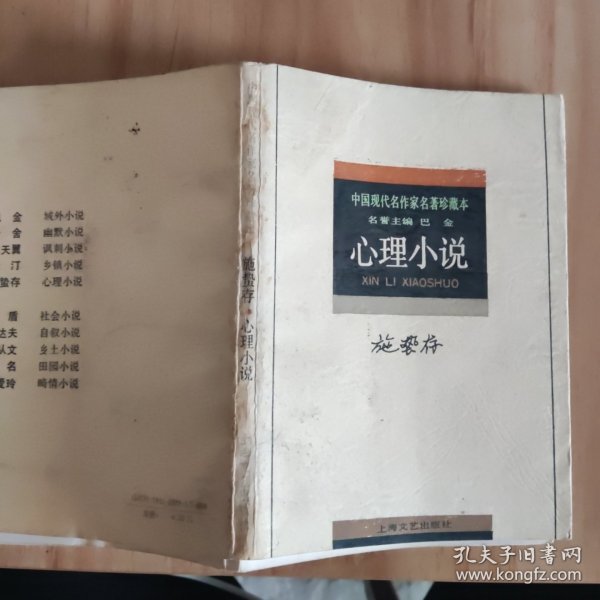 金 域外小说
舍 幽默小说
天翼 讽刺小说
汀 乡镇小说
蛰存 心理小说
盾 社会小说
达夫 自叙小说
从文 乡土小说
名 田园小说
爱玲 畸情小说
施蛰存·心理小说
中国现代名作家名著珍藏本
名誉主编 巴 金
心理小说
XIN LI XIAOSHUO
施蛰存
上海文艺出版社
孔夫子旧书网
www.kongfz.com